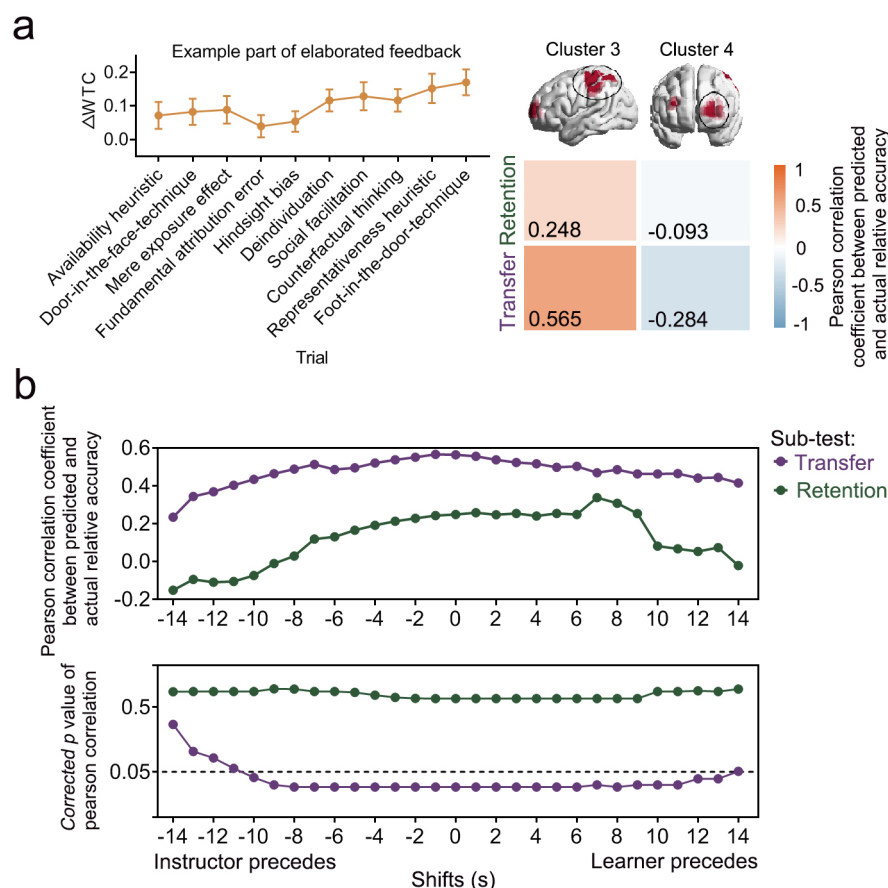 a
Example part of elaborated feedback
ΔWTC
0.2
0.1
0.0
Availability heuristic
Door-in-the-face-technique
Mere exposure effect
Fundamental attribution error
Hindsight bias
Deindividuation
Social facilitation
Counterfactual thinking
Representativeness heuristic
Foot-in-the-door-technique
Trial
Cluster 3 Cluster 4
Retention
0.248 -0.093
Transfer
0.565 -0.284
1
0.5
0
-0.5
-1
Pearson correlation
coefficient between predicted
and actual relative accuracy
b
Pearson correlation coefficient
between predicted and
actual relative accuracy
0.6
0.4
0.2
0.0
-0.2
-14 -12 -10 -8 -6 -4 -2 0 2 4 6 8 10 12 14
Sub-test:
Transfer
Retention
Corrected p value of
pearson correlation
0.5
0.05
-14 -12 -10 -8 -6 -4 -2 0 2 4 6 8 10 12 14
Instructor precedes Learner precedes
Shifts (s)